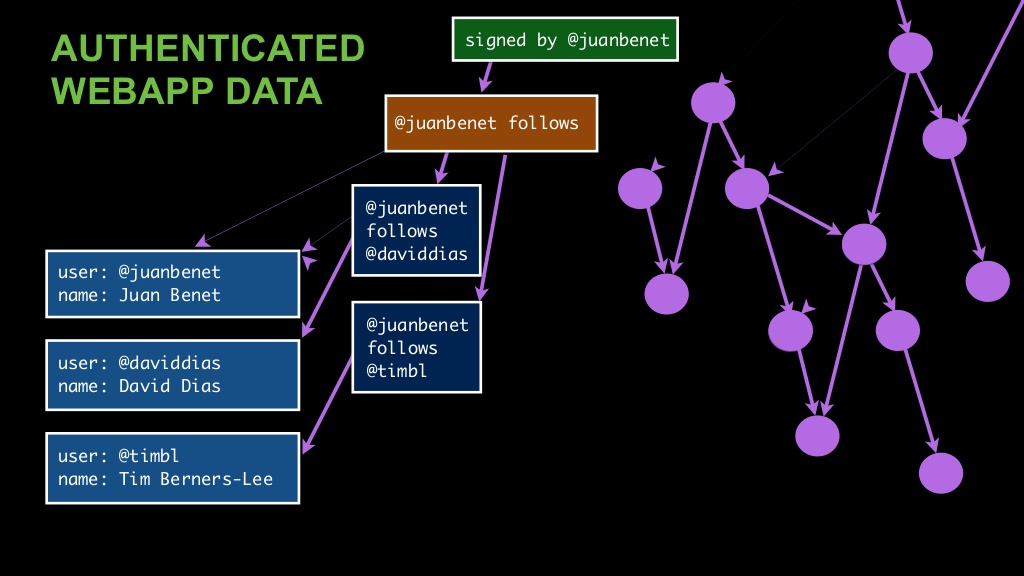 AUTHENTICATED
WEBAPP DATA
signed by @juanbenet
@juanbenet follows
@juanbenet
follows
@daviddias
user: @juanbenet
name: Juan Benet
@juanbenet
follows
@timbl
user: @daviddias
name: David Dias
user: @timbl
name: Tim Berners-Lee